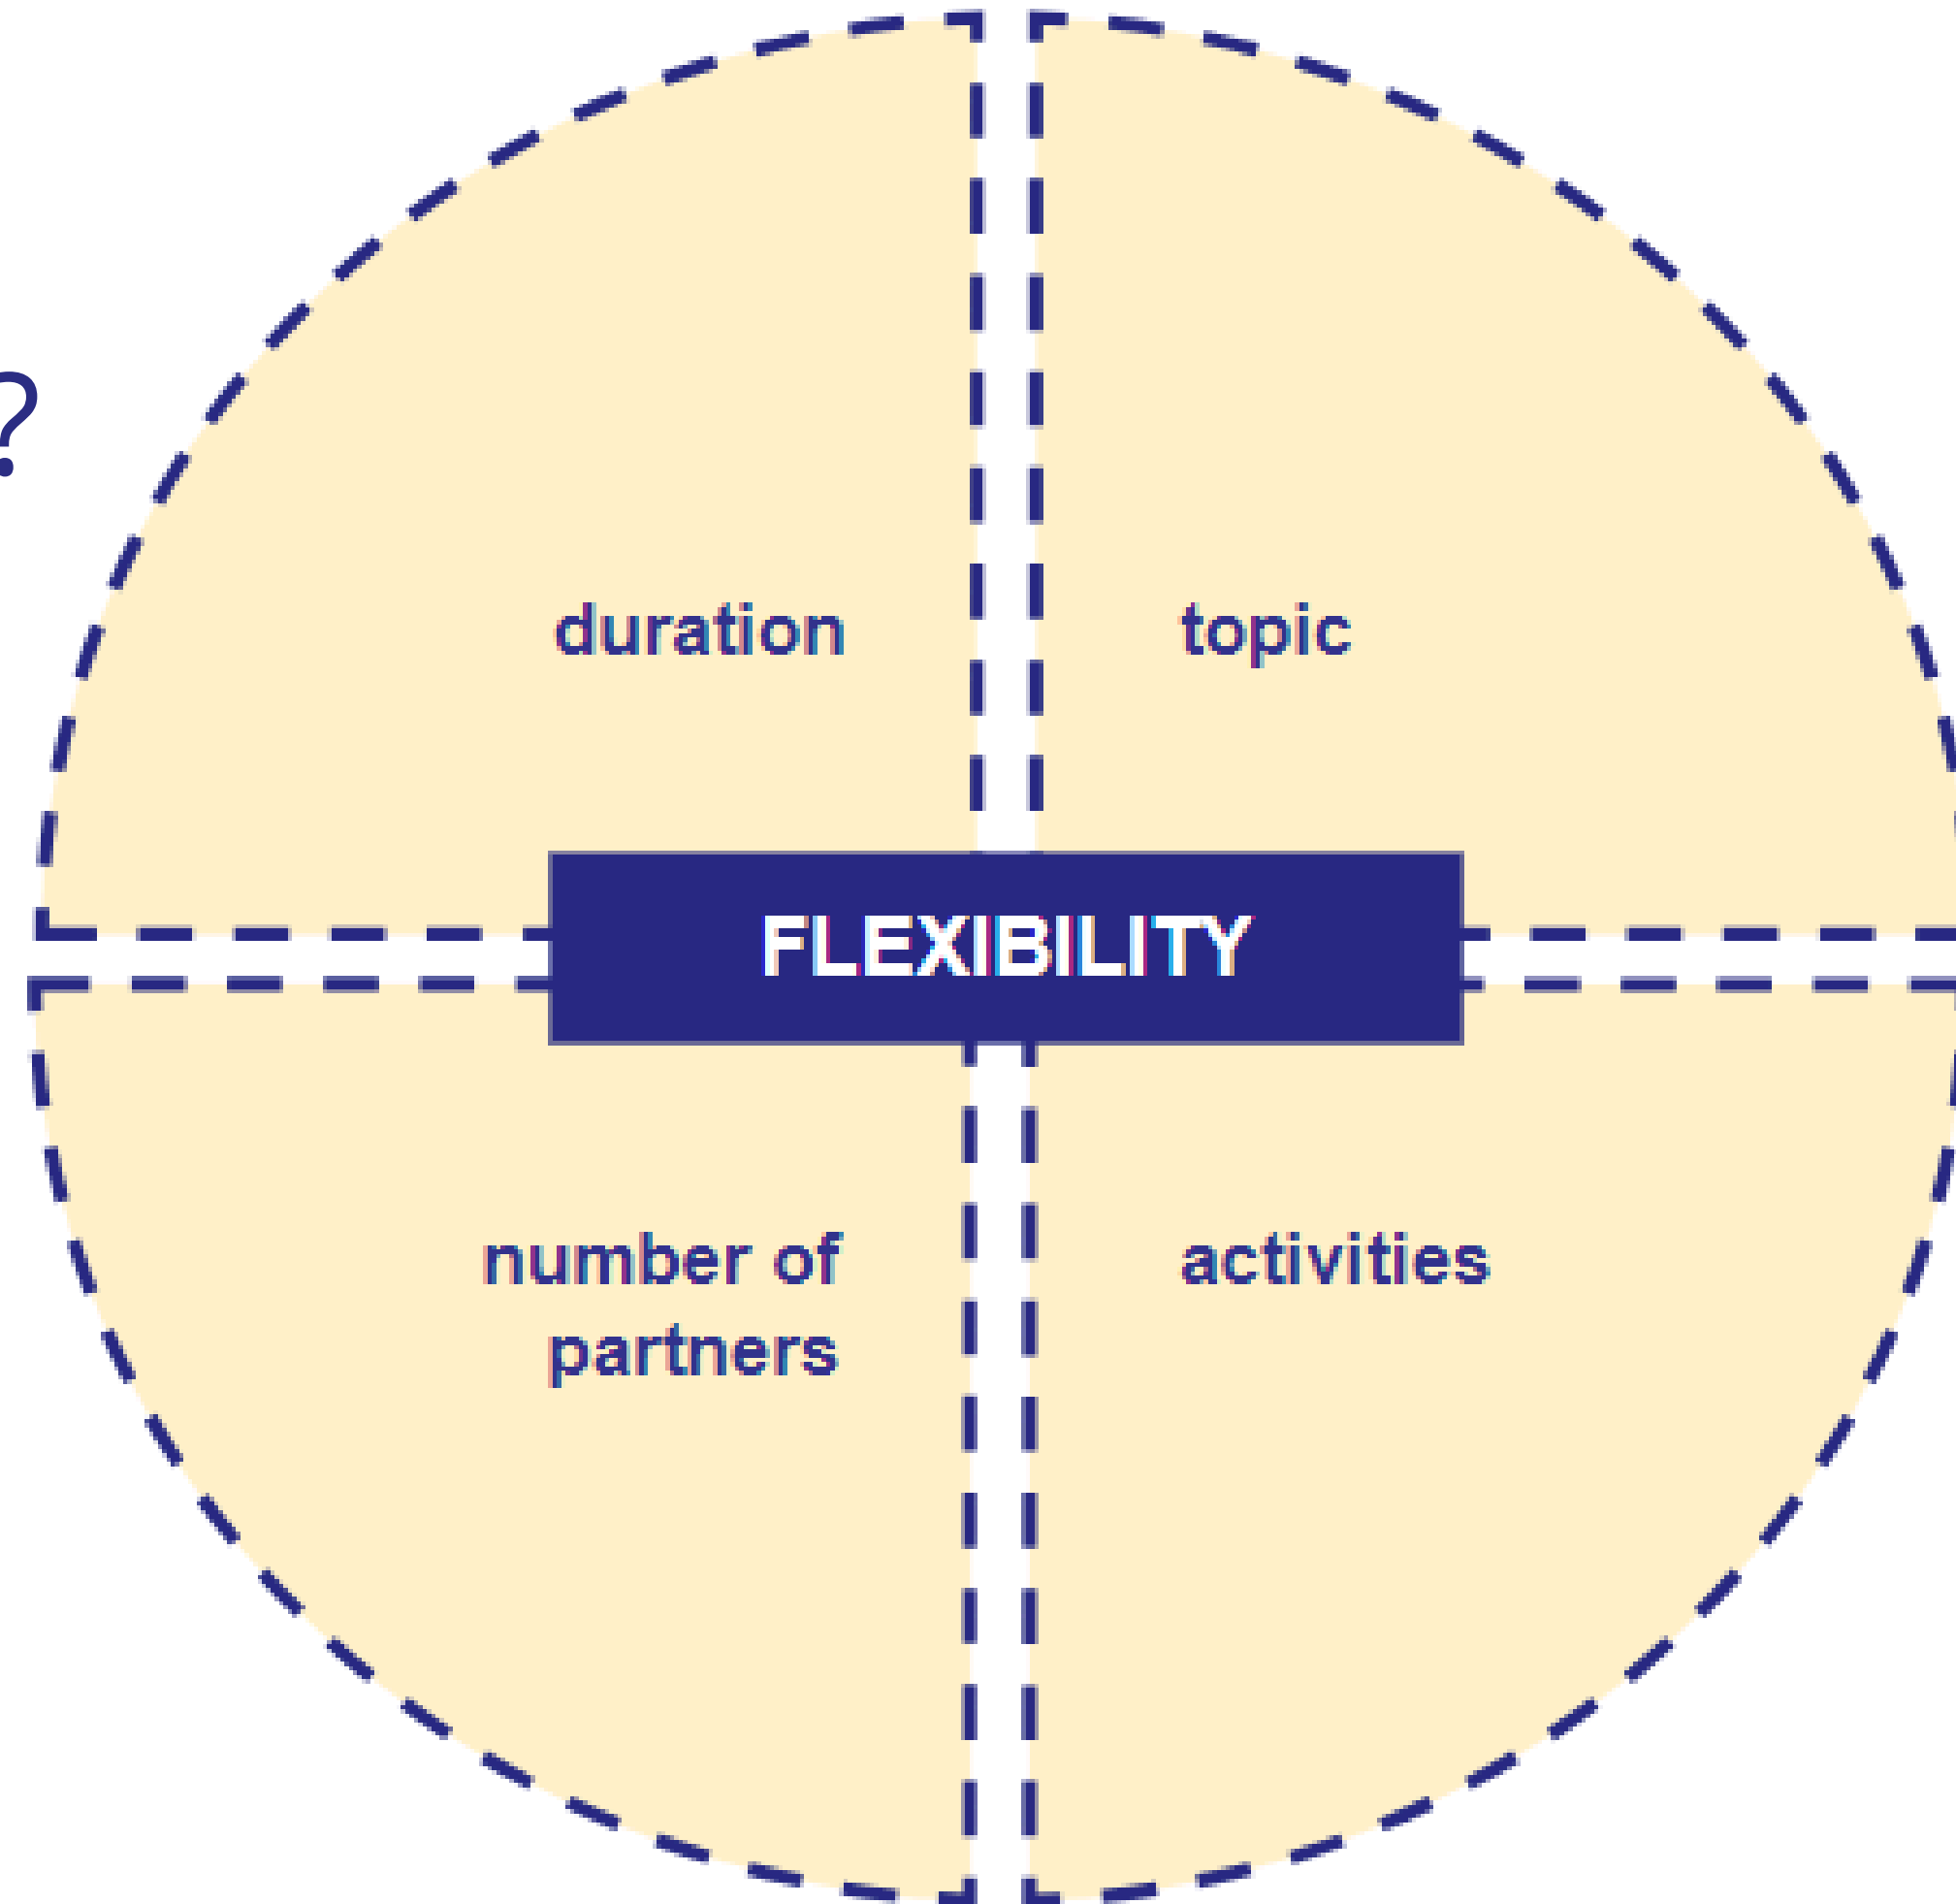 ?
duration
topic
FLEXIBILITY
number of
partners
activities